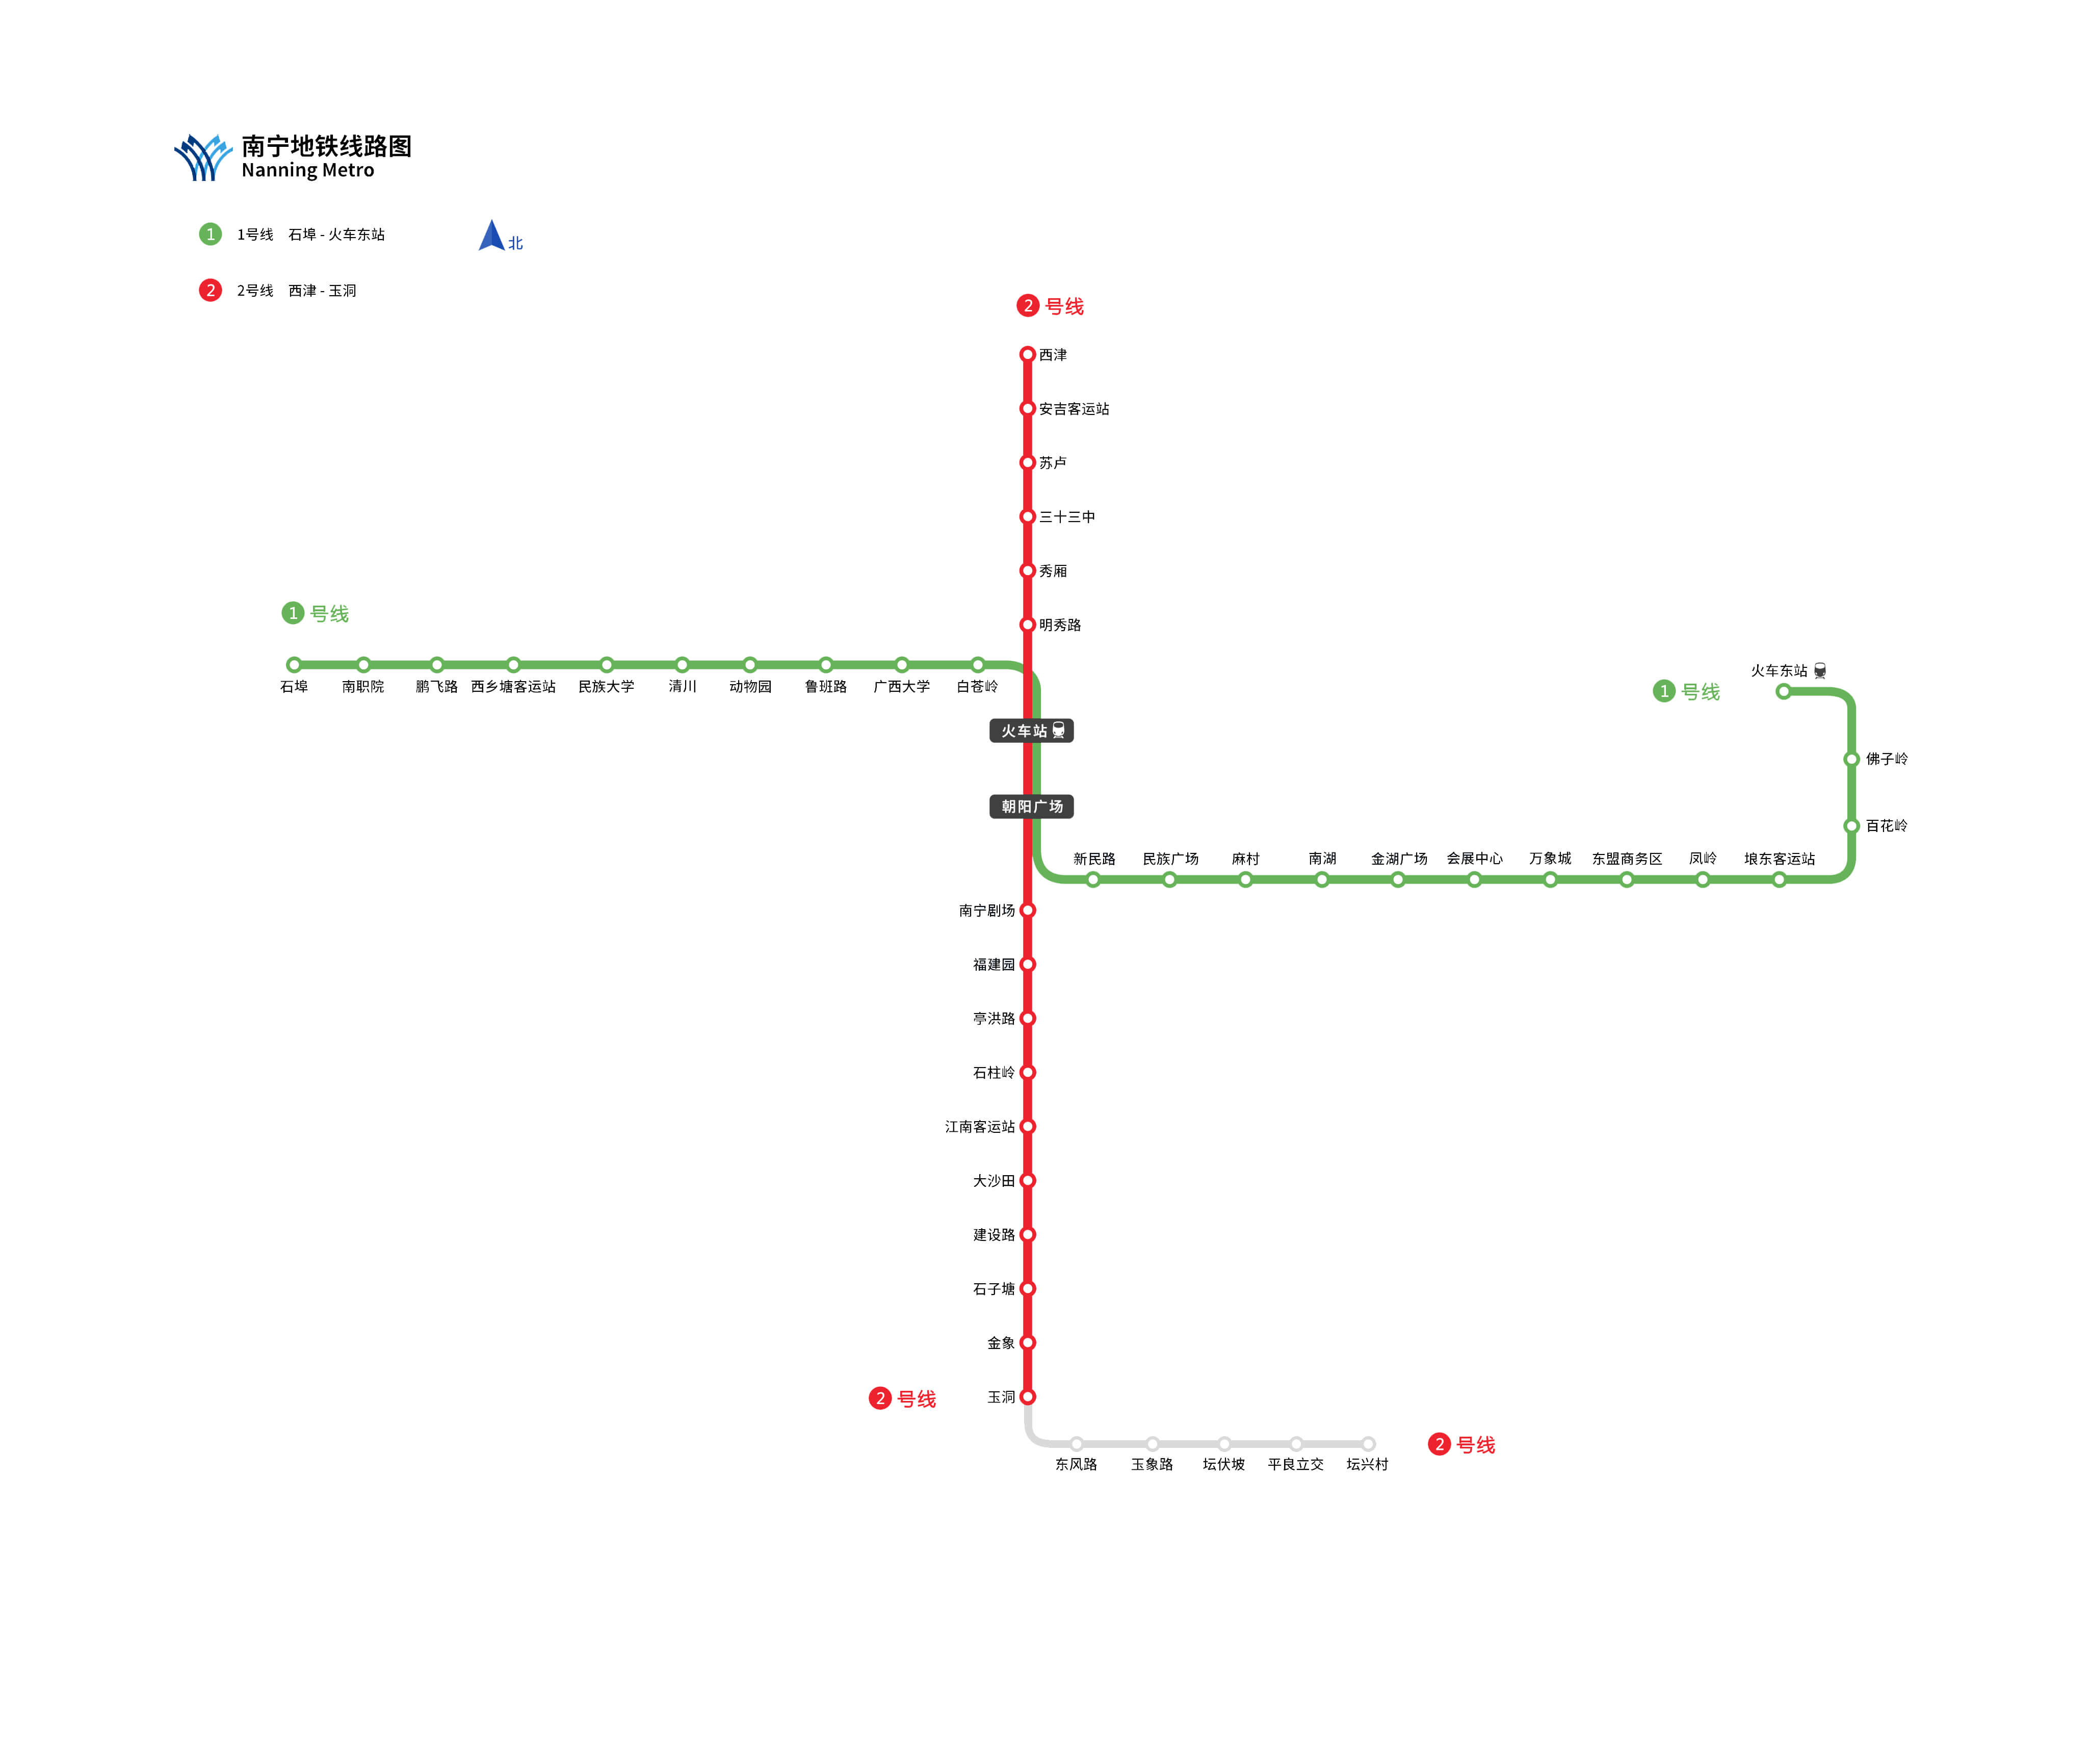 南宁地铁线路图
Nanning Metro
1 1号线 石埠 - 火车东站
北
2 2号线 西津 - 玉洞
2 号线
西津
安吉客运站
苏卢
三十三中
秀厢
明秀路
1 号线
石埠
南职院
鹏飞路
西乡塘客运站
民族大学
清川
动物园
鲁班路
广西大学
白苍岭
火车站
朝阳广场
新民路
民族广场
麻村
南湖
金湖广场
会展中心
万象城
东盟商务区
凤岭
埌东客运站
百花岭
佛子岭
火车东站
1 号线
南宁剧场
福建园
亭洪路
石柱岭
江南客运站
大沙田
建设路
石子塘
金象
玉洞
2 号线
东风路
玉象路
坛伏坡
平良立交
坛兴村
2 号线